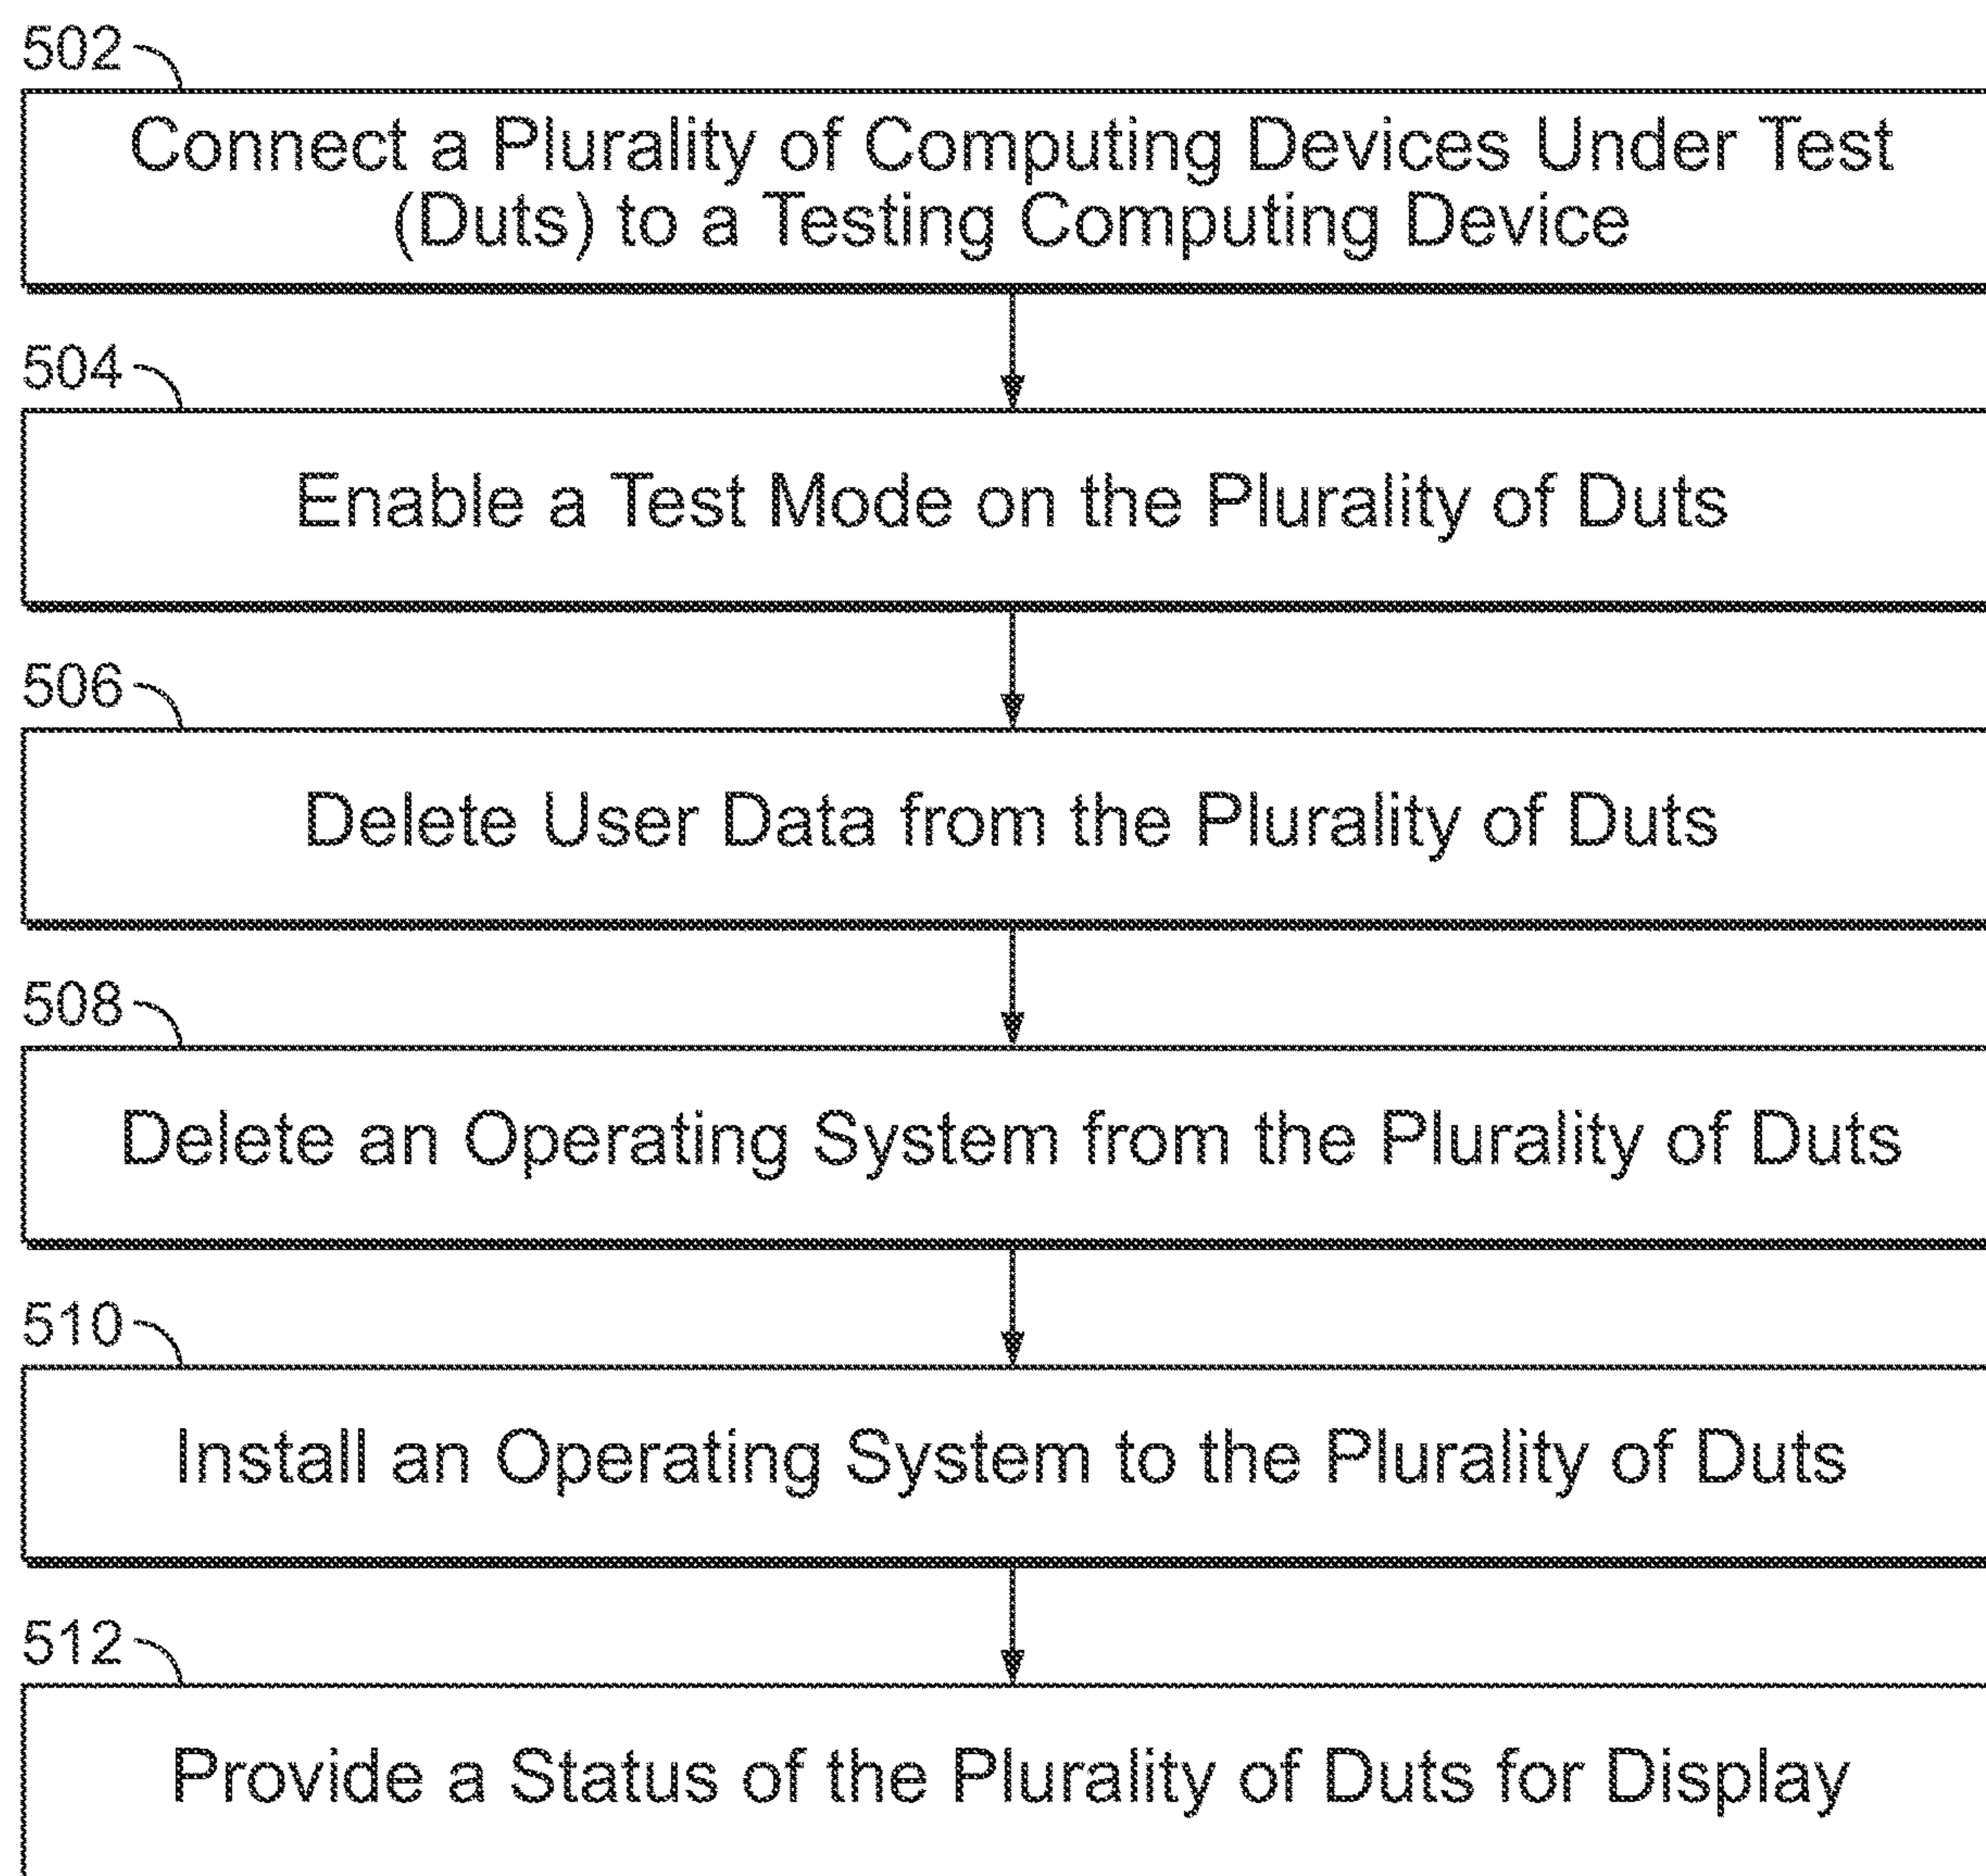 502
Connect a Plurality of Computing Devices Under Test
(Duts) to a Testing Computing Device
504
Enable a Test Mode on the Plurality of Duts
506
Delete User Data from the Plurality of Duts
508
Delete an Operating System from the Plurality of Duts
510
Install an Operating System to the Plurality of Duts
512
Provide a Status of the Plurality of Duts for Display